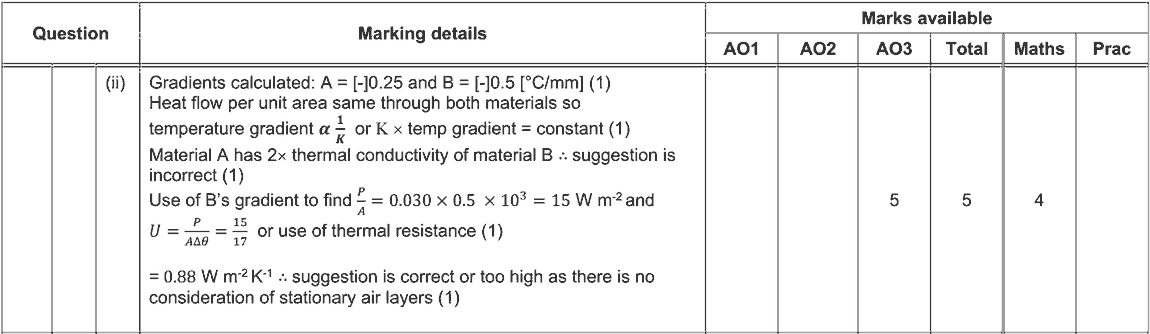 Question Marking details Marks available
AO1 AO2 AO3 Total Maths Prac
(ii) Gradients calculated: A = [-]0.25 and B = [-]0.5 [°C/mm] (1)
Heat flow per unit area same through both materials so
temperature gradient α 1/K or K × temp gradient = constant (1)
Material A has 2× thermal conductivity of material B ∴ suggestion is
incorrect (1)
Use of B's gradient to find P/A = 0.030 × 0.5 × 10³ = 15 W m⁻² and 5 5 4
U = P/AΔθ = 15/17 or use of thermal resistance (1)
= 0.88 W m⁻² K⁻¹ ∴ suggestion is correct or too high as there is no
consideration of stationary air layers (1)